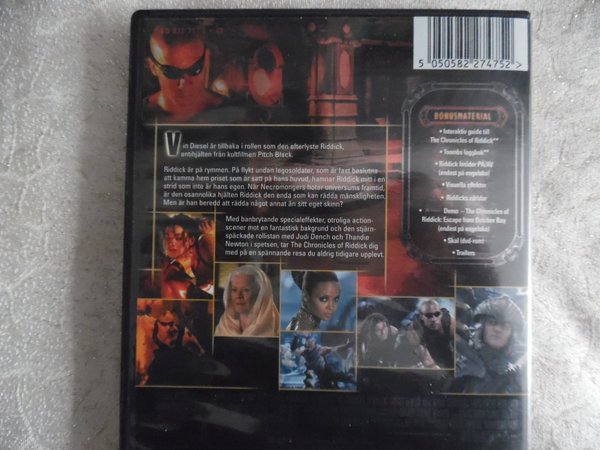 5 050582 274752 >
BONUSMATERIAL
• Interaktiv guide till
The Chronicles of Riddick**
• Toombs loggbok**
• Riddick Insider PÅ/AV
(endast på engelska)
• Visuella effekter
• Riddicks världar
• Demo – The Chronicles of
Riddick: Escape from Butcher Bay
(endast på engelska)
• Skal (dvd-rom)
• Trailers
Vin Diesel är tillbaka i rollen som den efterlyste Riddick,
antihjälten från kultfilmen Pitch Black.
Riddick är på rymmen. På flykt undan legosoldater, som är fast beslutna
att kamma hem priset som är satt på hans huvud, hamnar Riddick mitt i en
strid som inte är hans egen. När Necromongers hotar universums framtid,
är den osannolika hjälten Riddick den enda som kan rädda mänskligheten.
Men är han beredd att rädda något annat än sitt eget skinn?
Med banbrytande specialeffekter, otroliga action-
scener mot en fantastisk bakgrund och den stjärn-
späckade rollistan med Judi Dench och Thandie
Newton i spetsen, tar The Chronicles of Riddick dig
med på en spännande resa du aldrig tidigare upplevt.